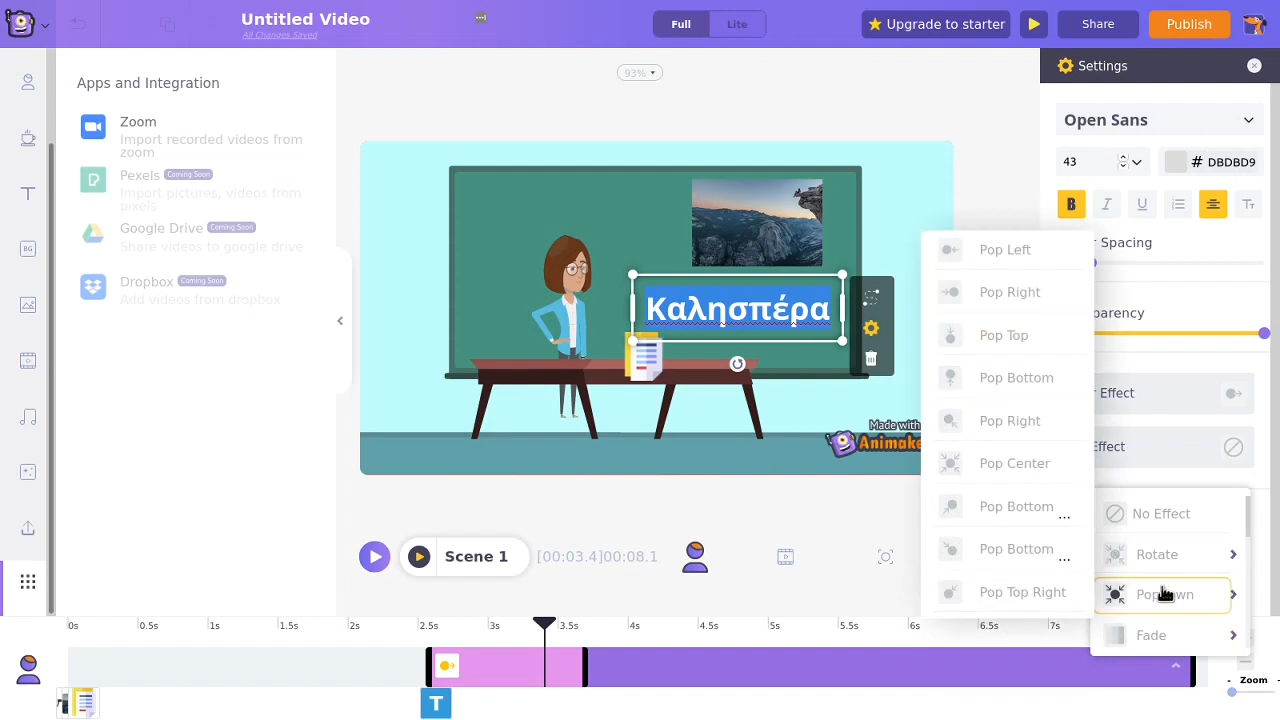 Untitled Video
All Changes Saved
Full
Lite
Upgrade to starter
Share
Publish
Apps and Integration
Zoom
Import recorded videos from
zoom
Pexels
Coming Soon
Import pictures, videos from
pixels
Google Drive
Coming Soon
Share videos to google drive
Dropbox
Coming Soon
Add videos from dropbox
T
BG
93%
Καλησπέρα
Made with
Animake
Scene 1
[00:03.4]
00:08.1
Settings
Open Sans
43
# DBDBD9
B
I
U
Tт
Spacing
parency
Effect
Effect
Pop Left
Pop Right
Pop Top
Pop Bottom
Pop Right
Pop Center
Pop Bottom ...
Pop Bottom ...
Pop Top Right
No Effect
Rotate
Fade
0s
0.5s
1s
1.5s
2s
3.5s
4s
4.5s
5s
5.5s
6s
6.5s
7s
T
- Zoom